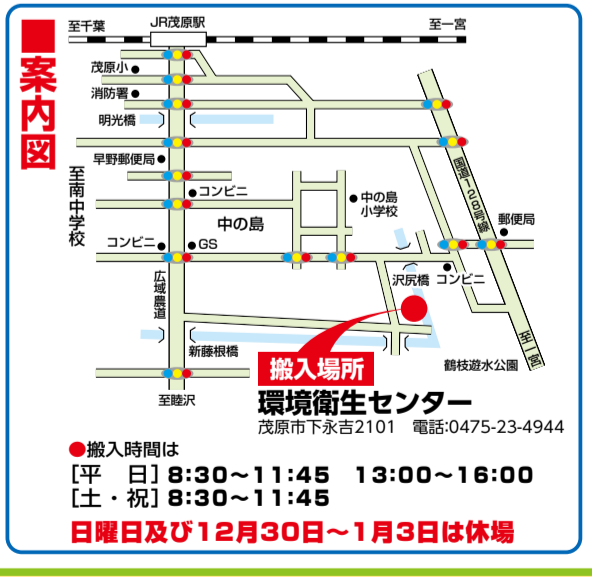 ■案内図
至千葉
JR茂原駅
至一宮
茂原小
消防署
明光橋
早野郵便局
至南中学校
コンビニ
中の島
中の島
小学校
国道128号線
郵便局
コンビニ
GS
沢尻橋
コンビニ
広域農道
新藤根橋
鶴枝遊水公園
至一宮
至睦沢
搬入場所
環境衛生センター
茂原市下永吉2101 電話:0475-23-4944
●搬入時間は
[平 日] 8:30~11:45 13:00~16:00
[土・祝] 8:30~11:45
日曜日及び12月30日~1月3日は休場